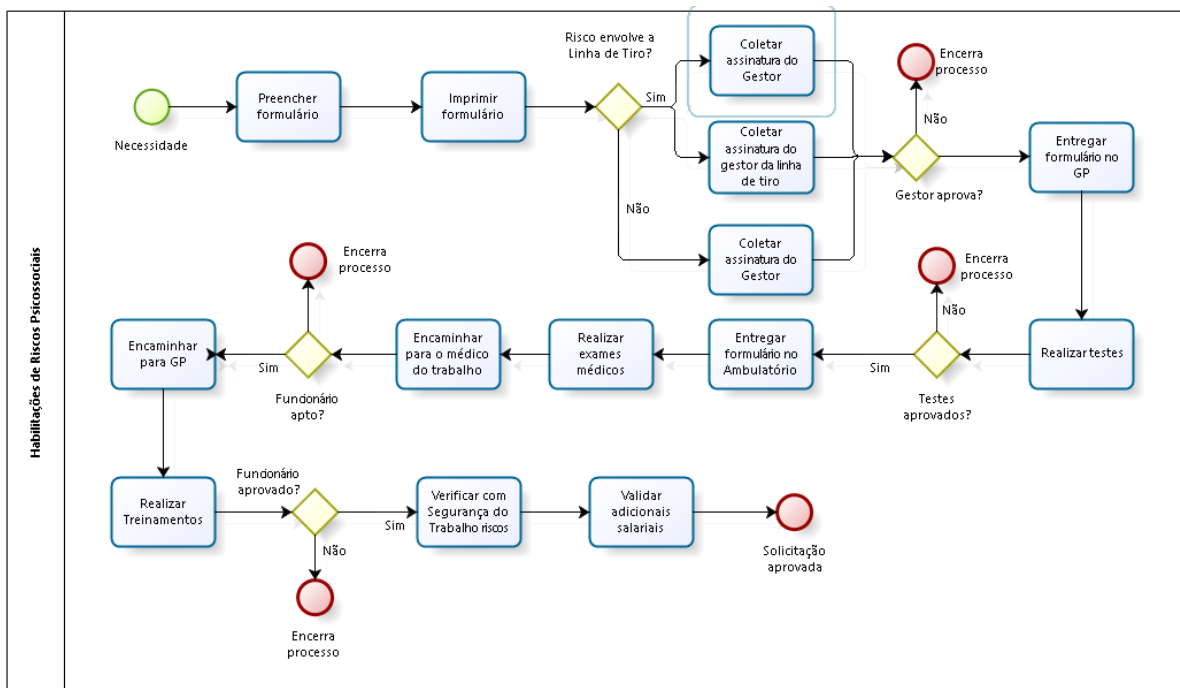 Habilitações de Riscos Psicossociais
Necessidade
Preencher
formulário
Imprimir
formulário
Risco envolve a
Linha de Tiro?
Sim
Não
Coletar
assinatura do
Gestor
Coletar
assinatura do
gestor da linha
de tiro
Coletar
assinatura do
Gestor
Encerra
processo
Não
Gestor aprova?
Entregar
formulário no
GP
Realizar testes
Encerra
processo
Não
Sim
Testes
aprovados?
Entregar
formulário no
Ambulatório
Realizar
exames
médicos
Encaminhar
para o médico
do trabalho
Encerra
processo
Sim
Funcionário
apto?
Encaminhar
para GP
Realizar
Treinamentos
Funcionário
aprovado?
Sim
Não
Encerra
processo
Verificar com
Segurança do
Trabalho riscos
Validar
adicionais
salariais
Solicitação
aprovada